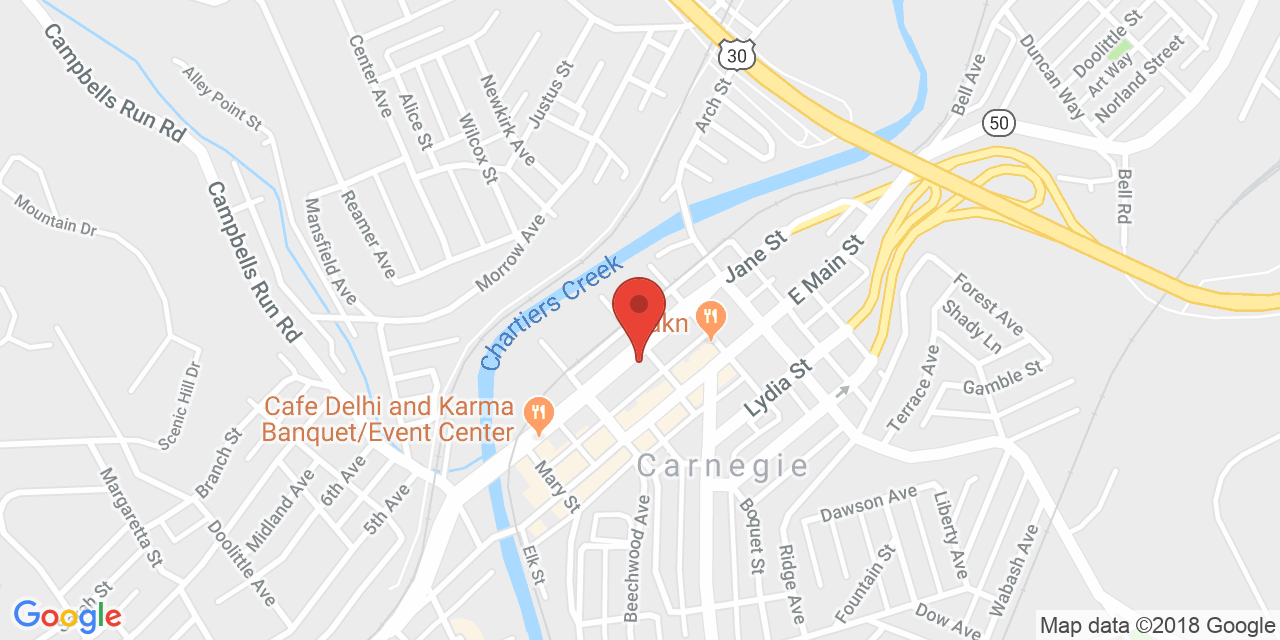 Campbells Run Rd
Center Ave
Newkirk Ave
Justus St
30
Arch St
Bell Ave
Duncan Way
Doolittle St
Art Way
Norland Street
Alley Point St
Alice St
Wilcox St
50
Bell Rd
Mountain Dr
Campbells Run Rd
Mansfield Ave
Reamer Ave
Morrow Ave
Chartiers Creek
Jane St
E Main St
Forest Ave
Shady Ln
Terrace Ave
Gamble St
Lydia St
Scenic Hill Dr
Cafe Delhi and Karma
Banquet/Event Center
Carnegie
Branch St
Margaretta St
Midland Ave
6th Ave
5th Ave
Doolittle Ave
Mary St
Elk St
Beechwood Ave
Boquet St
Ridge Ave
Dawson Ave
Fountain St
Liberty Ave
Wabash Ave
Dow Ave
Google
Map data ©2018 Google